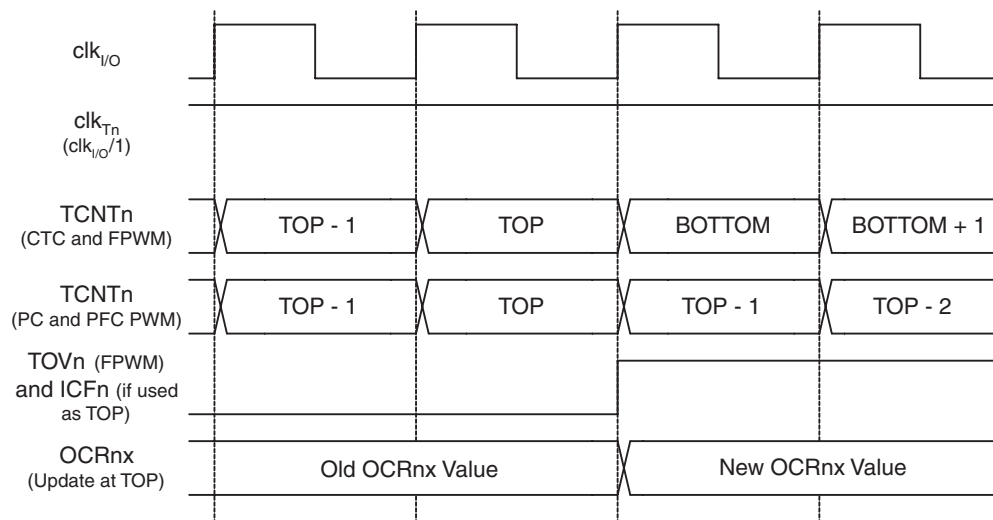 clkI/O
clkTn
(clkI/O/1)
TCNTn
(CTC and FPWM)
TOP - 1
TOP
BOTTOM
BOTTOM + 1
TCNTn
(PC and PFC PWM)
TOP - 1
TOP
TOP - 1
TOP - 2
TOVn (FPWM)
and ICFn (if used
as TOP)
OCRnx
(Update at TOP)
Old OCRnx Value
New OCRnx Value